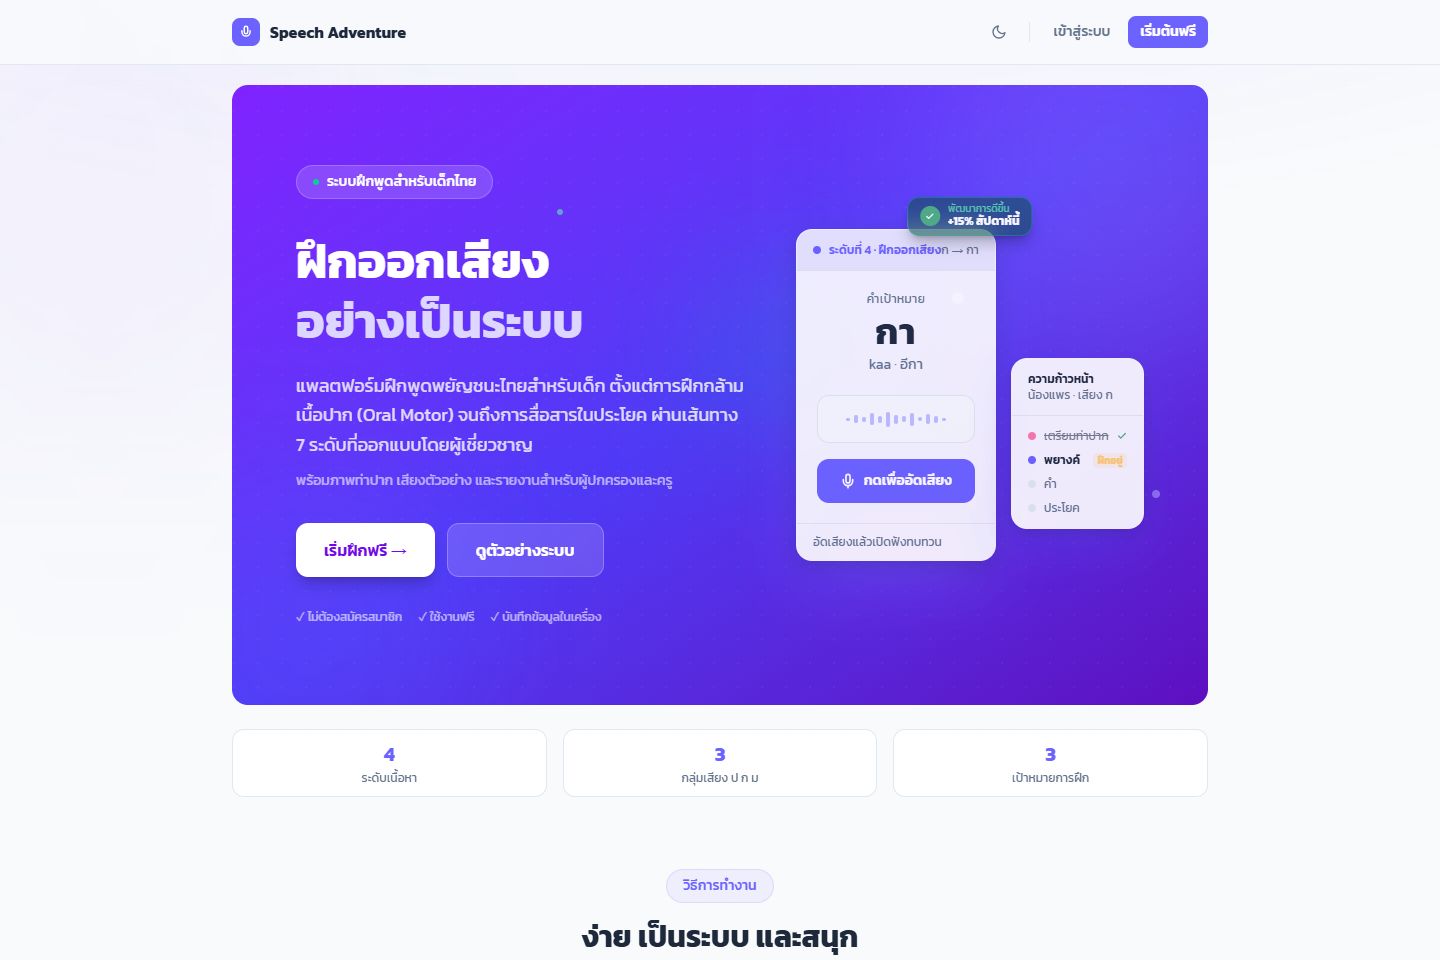 Speech Adventure
เข้าสู่ระบบ
เริ่มต้นฟรี
ระบบฝึกพูดสำหรับเด็กไทย
ฝึกออกเสียง
อย่างเป็นระบบ
แพลตฟอร์มฝึกพูดพยัญชนะไทยสำหรับเด็ก ตั้งแต่การฝึกกล้าม
เนื้อปาก (Oral Motor) จนถึงการสื่อสารในประโยค ผ่านเส้นทาง
7 ระดับที่ออกแบบโดยผู้เชี่ยวชาญ
พร้อมภาพท่าปาก เสียงตัวอย่าง และรายงานสำหรับผู้ปกครองและครู
เริ่มฝึกฟรี →
ดูตัวอย่างระบบ
✓ ไม่ต้องสมัครสมาชิก ✓ ใช้งานฟรี ✓ บันทึกข้อมูลในเครื่อง
พัฒนาการดีขึ้น
+15% สัปดาห์นี้
ระดับที่ 4 · ฝึกออกเสียง
ก → กา
คำเป้าหมาย
กา
kaa · อีกา
กดเพื่ออัดเสียง
อัดเสียงแล้วเปิดฟังทบทวน
ความก้าวหน้า
น้องแพร · เสียง ก
เตรียมท่าปาก ✓
พยางค์ ฝึกอยู่
คำ
ประโยค
4
ระดับเนื้อหา
3
กลุ่มเสียง ป ก ม
3
เป้าหมายการฝึก
วิธีการทำงาน
ง่าย เป็นระบบ และสนุก